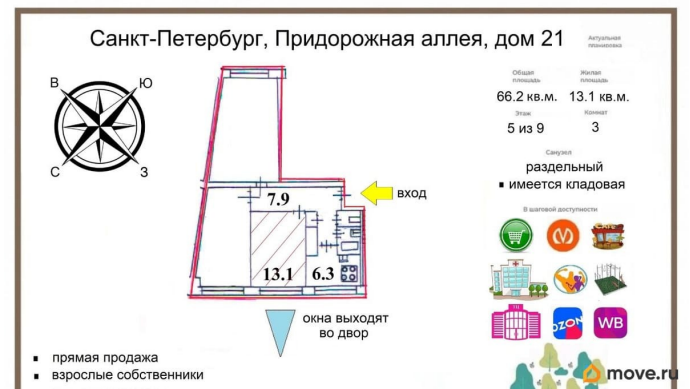 Санкт-Петербург, Придорожная аллея, дом 21
Актуальная
планировка
В
Ю
С
З
Общая
площадь
Жилая
площадь
66.2 кв.м.
13.1 кв.м.
Этаж
Комнат
5 из 9
3
Санузел
раздельный
▪ имеется кладовая
7.9
вход
13.1
6.3
В шаговой доступности
CAFE
OZON
WB
окна выходят
во двор
▪ прямая продажа
▪ взрослые собственники
move.ru